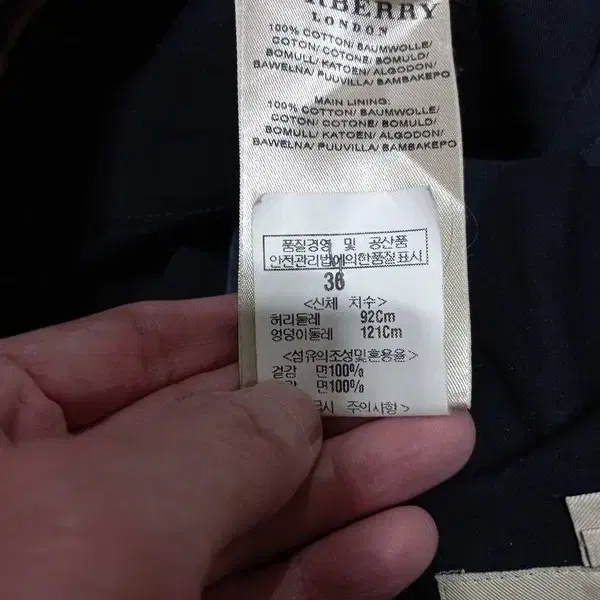 BERRY
LONDON
100% COTTON/ BAUMWOLLE/
COTON/ COTONE/ BOMULD/
BOMULL/ KATOEN/ ALGODON/
BAWELNA/ PUUVILLA/ BAMBAKEPO
MAIN LINING:
100% COTTON/ BAUMWOLLE/
COTON/ COTONE/ BOMULD/
BOMULL/ KATOEN/ ALGODON/
BAWELNA/ PUUVILLA/ BAMBAKEPO
품질경영 및 공산품
안전관리법에의한품질표시
36
<신체 치수>
허리둘레 92Cm
엉덩이둘레 121Cm
<섬유의조성및혼용율>
겉감 면100%
면100%
주의사항>